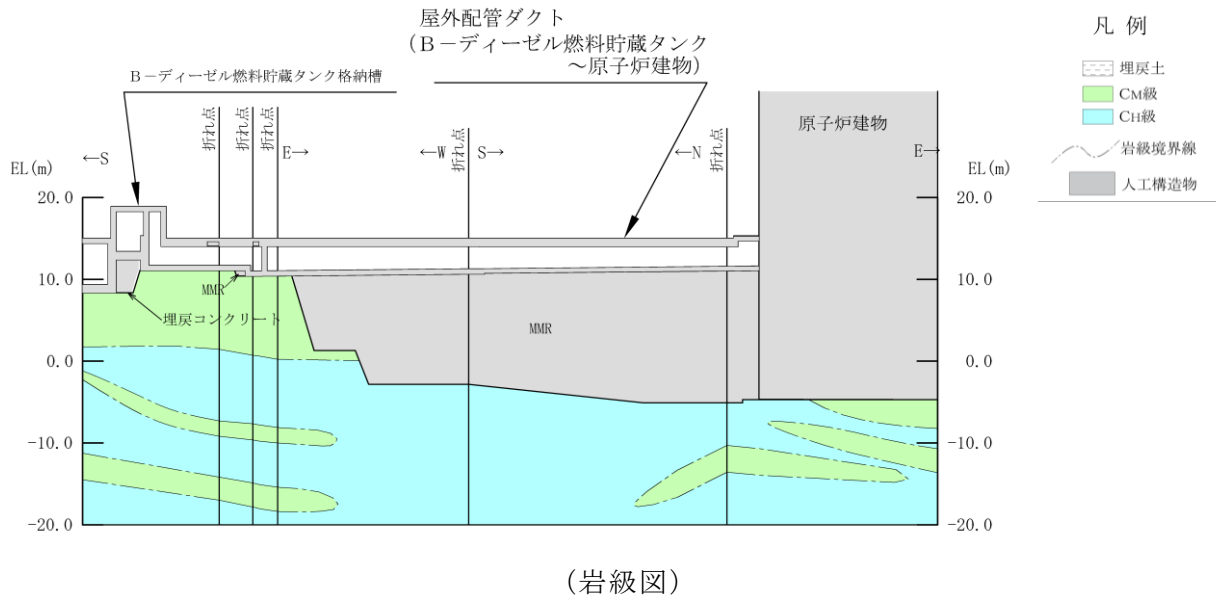 屋外配管ダクト
(B-ディーゼル燃料貯蔵タンク
~原子炉建物)
B-ディーゼル燃料貯蔵タンク格納槽
凡 例
埋戻土
CM級
CH級
岩級境界線
人工構造物
原子炉建物
折れ点
折れ点
折れ点
折れ点
折れ点
←S
E→
←W
S→
←N
E→
EL(m)
20.0
10.0
0.0
-10.0
-20.0
EL(m)
20.0
10.0
0.0
-10.0
-20.0
MMR
埋戻コンクリート
MMR
(岩級図)